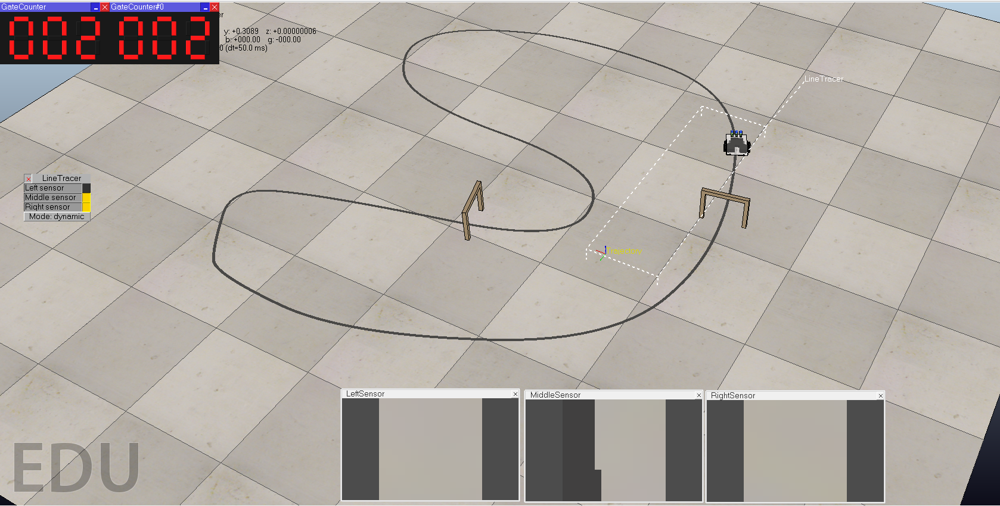 GateCounter
GateCounter#0
002
002
er
y: +0.3089 z: +0.00000006
b: +000.00 g: -000.00
0 (dt=50.0 ms)
LineTracer
LineTracer
Left sensor
Middle sensor
Right sensor
Mode: dynamic
Trajectory
LeftSensor
MiddleSensor
RightSensor
EDU